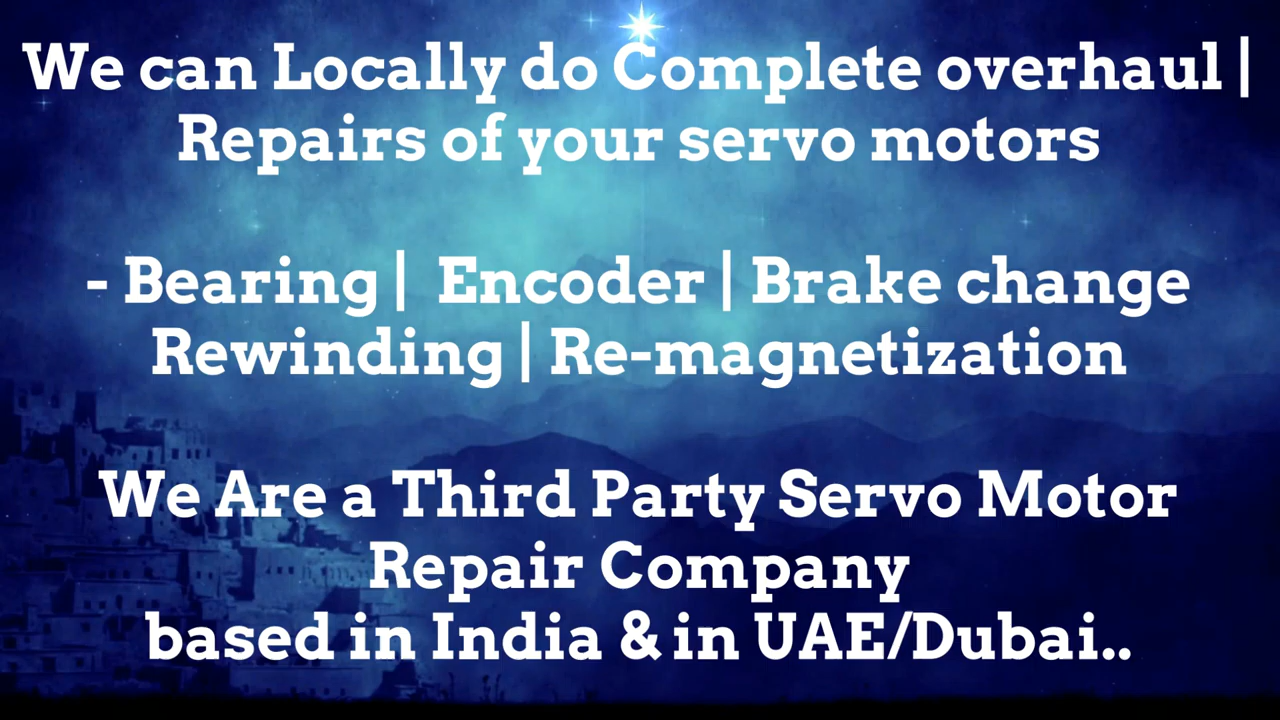 We can Locally do Complete overhaul |
Repairs of your servo motors
- Bearing | Encoder | Brake change
Rewinding | Re-magnetization
We Are a Third Party Servo Motor
Repair Company
based in India & in UAE/Dubai..